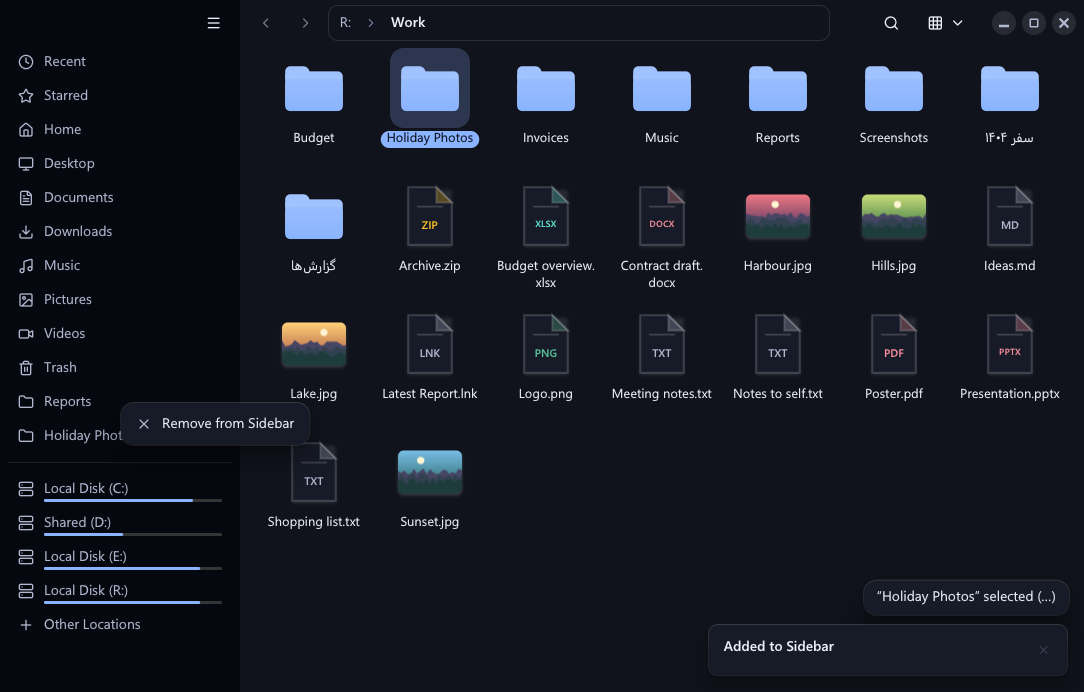 R: Work
Recent
Starred
Home
Desktop
Documents
Downloads
Music
Pictures
Videos
Trash
Reports
Holiday Phot
Remove from Sidebar
Local Disk (C:)
Shared (D:)
Local Disk (E:)
Local Disk (R:)
Other Locations
Budget
Holiday Photos
Invoices
Music
Reports
Screenshots
سفر ۱۴۰۴
گزارش‌ها
ZIP
Archive.zip
XLSX
Budget overview.
xlsx
DOCX
Contract draft.
docx
Harbour.jpg
Hills.jpg
MD
Ideas.md
Lake.jpg
LNK
Latest Report.lnk
PNG
Logo.png
TXT
Meeting notes.txt
TXT
Notes to self.txt
PDF
Poster.pdf
PPTX
Presentation.pptx
TXT
Shopping list.txt
Sunset.jpg
“Holiday Photos” selected (...)
Added to Sidebar